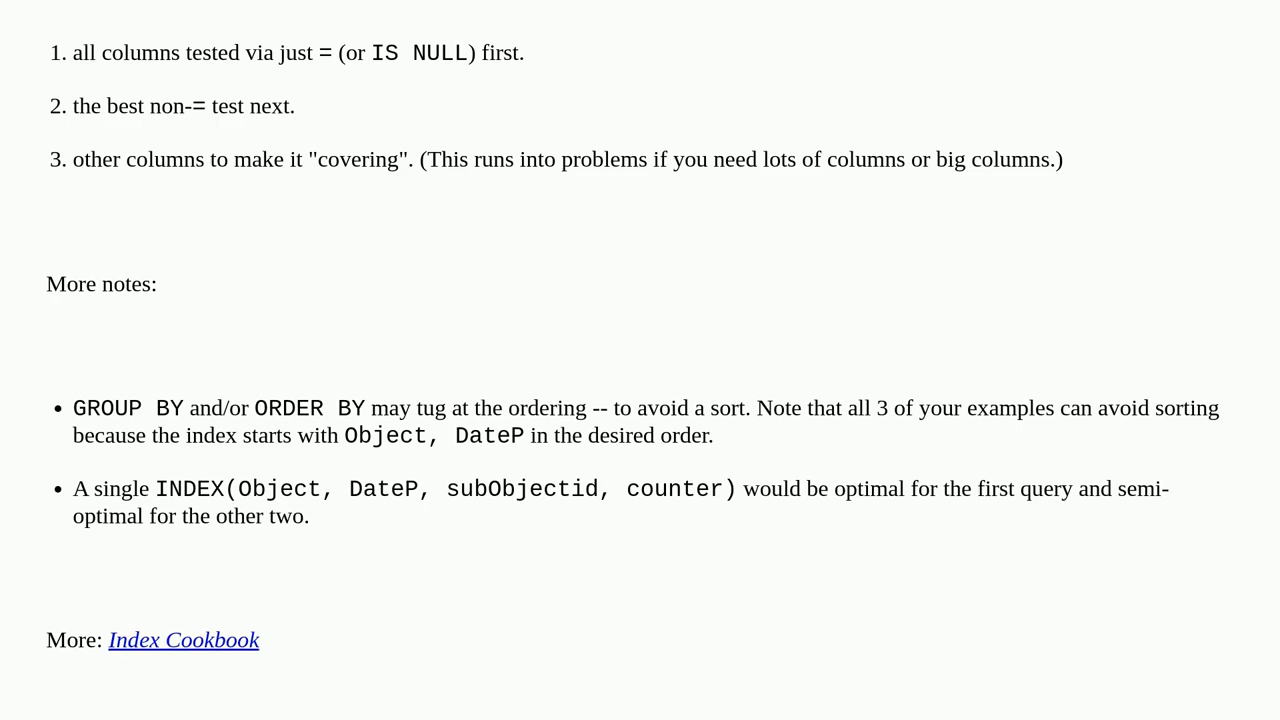 1. all columns tested via just = (or IS NULL) first.
2. the best non-= test next.
3. other columns to make it "covering". (This runs into problems if you need lots of columns or big columns.)
More notes:
• GROUP BY and/or ORDER BY may tug at the ordering -- to avoid a sort. Note that all 3 of your examples can avoid sorting
because the index starts with Object, DateP in the desired order.
• A single INDEX(Object, DateP, subObjectid, counter) would be optimal for the first query and semi-
optimal for the other two.
More: Index Cookbook